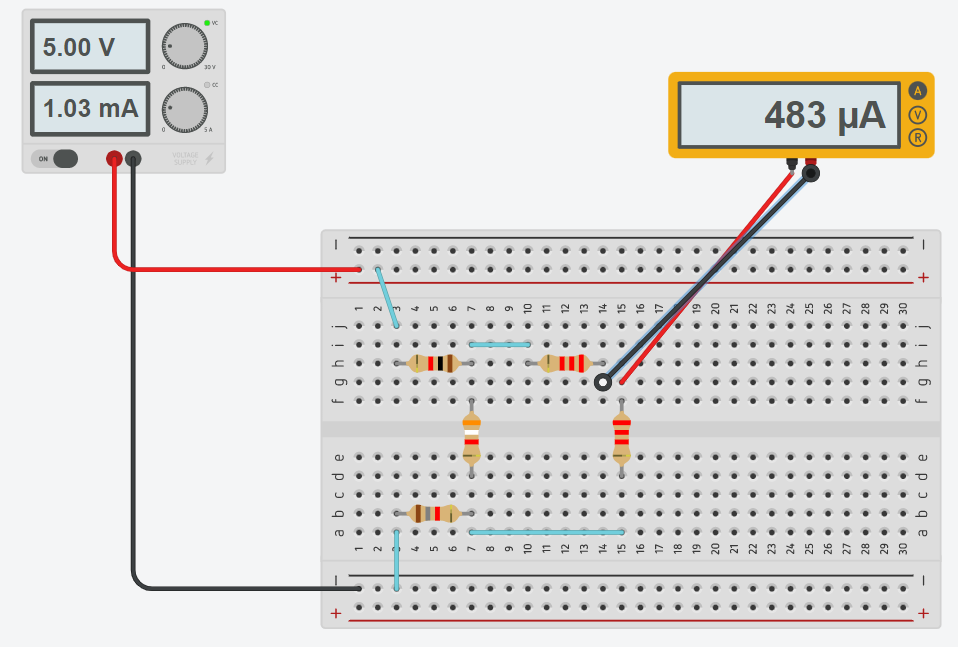 VC
5.00 V
0 30 V
CC
1.03 mA
0 5 A
ON
VOLTAGE
SUPPLY
483 µA
A
V
R
− −
+ +
1 2 3 4 5 6 7 8 9 10 11 12 13 14 15 16 17 18 19 20 21 22 23 24 25 26 27 28 29 30
j j
i i
h h
g g
f f
e e
d d
c c
b b
a a
1 2 3 4 5 6 7 8 9 10 11 12 13 14 15 16 17 18 19 20 21 22 23 24 25 26 27 28 29 30
− −
+ +